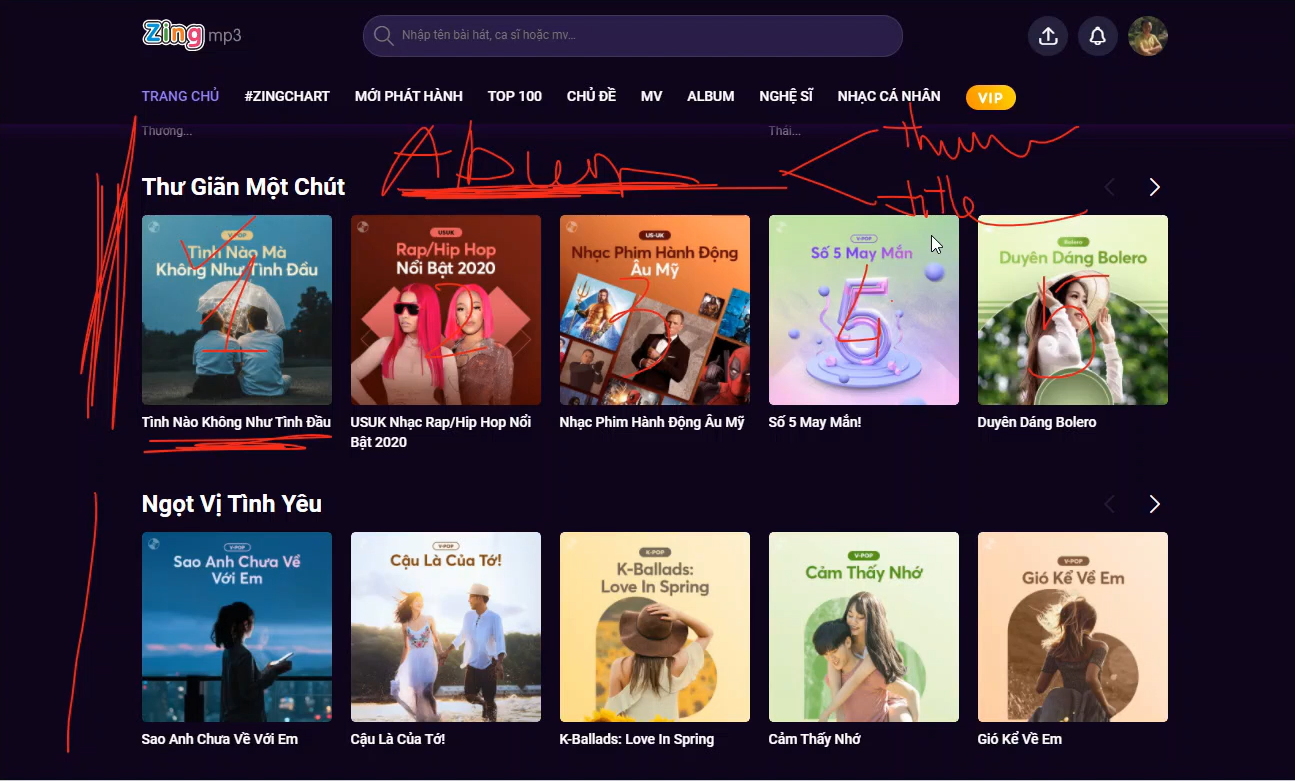 Zing mp3
Nhập tên bài hát, ca sĩ hoặc mv...
TRANG CHỦ #ZINGCHART MỚI PHÁT HÀNH TOP 100 CHỦ ĐỀ MV ALBUM NGHỆ SĨ NHẠC CÁ NHÂN VIP
Thương... Thái...
Album
title
Thư Giãn Một Chút
V-POP
Tình Nào Mà
Không Như Tình Đầu
1
USUK
Rap/Hip Hop
Nổi Bật 2020
2
US-UK
Nhạc Phim Hành Động
Âu Mỹ
3
V-POP
Số 5 May Mắn
5
4
Bolero
Duyên Dáng Bolero
5
Tình Nào Không Như Tình Đầu
USUK Nhạc Rap/Hip Hop Nổi
Bật 2020
Nhạc Phim Hành Động Âu Mỹ
Số 5 May Mắn!
Duyên Dáng Bolero
Ngọt Vị Tình Yêu
V-POP
Sao Anh Chưa Về
Với Em
V-POP
Cậu Là Của Tớ!
K-POP
K-Ballads:
Love In Spring
V-POP
Cảm Thấy Nhớ
V-POP
Gió Kể Về Em
Sao Anh Chưa Về Với Em
Cậu Là Của Tớ!
K-Ballads: Love In Spring
Cảm Thấy Nhớ
Gió Kể Về Em